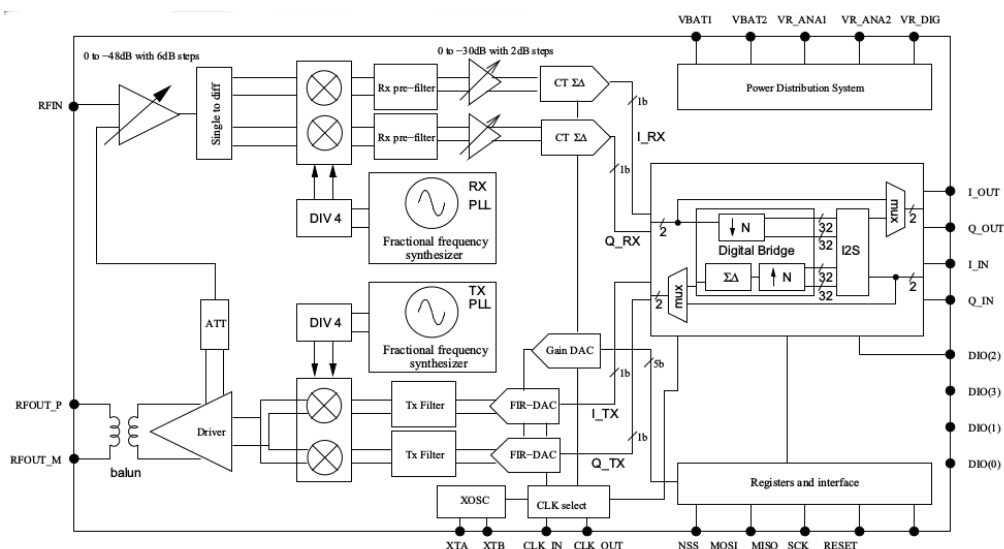 VBAT1 VBAT2 VR_ANA1 VR_ANA2 VR_DIG
0 to −48dB with 6dB steps
0 to −30dB with 2dB steps
RFIN
Single to diff
Rx pre−filter
CT ΣΔ
Power Distribution System
1b
I_RX
Rx pre−filter
CT ΣΔ
1b
DIV 4
RX
PLL
Fractional frequency
synthesizer
Q_RX
2
mux
2
I_OUT
N
32
32
Digital Bridge
I2S
Q_OUT
ΣΔ
N
32
32
I_IN
mux
2
2
Q_IN
TX
PLL
DIV 4
Fractional frequency
synthesizer
ATT
Gain DAC
1b
5b
DIO(2)
RFOUT_P
Driver
Tx Filter
FIR−DAC
I_TX
DIO(3)
DIO(1)
RFOUT_M
balun
Tx Filter
FIR−DAC
1b
Q_TX
DIO(0)
XOSC
CLK select
Registers and interface
XTA XTB CLK_IN CLK_OUT NSS MOSI MISO SCK RESET